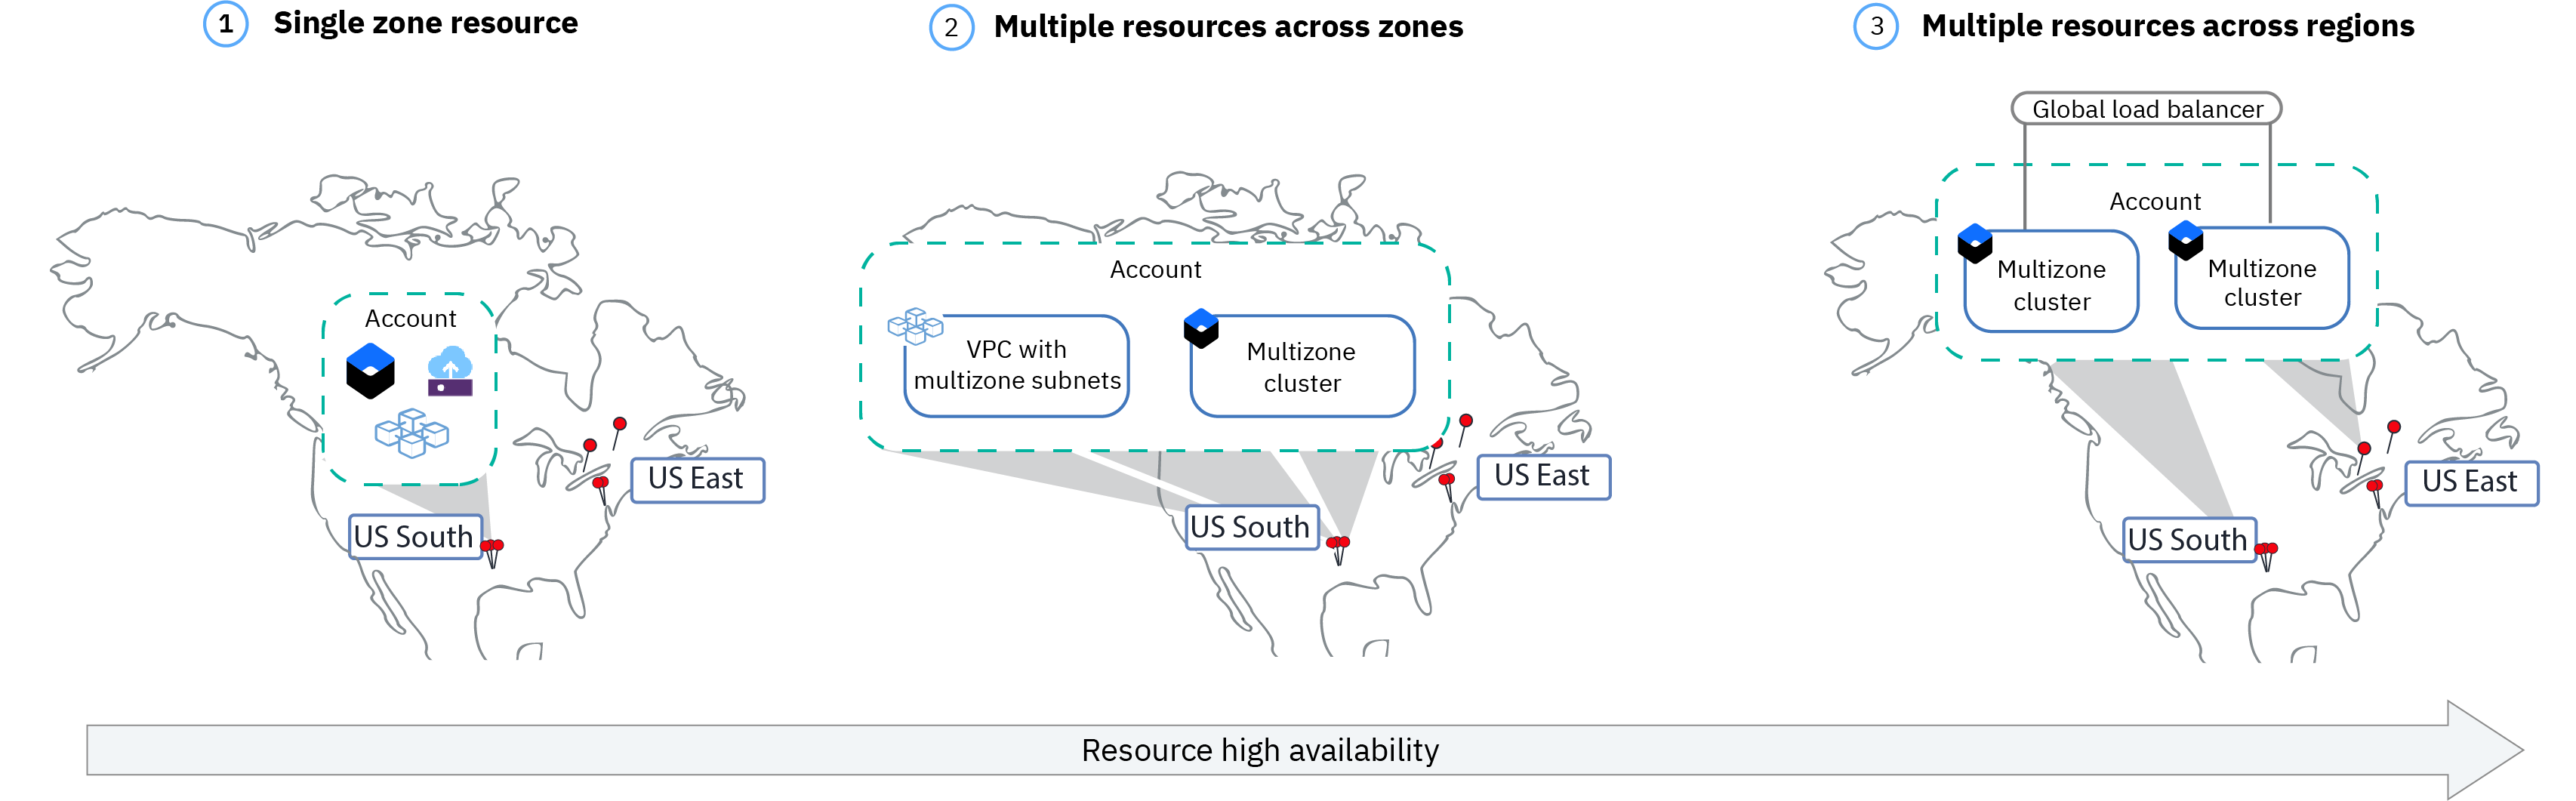 1 Single zone resource
Account
US East
US South
2 Multiple resources across zones
Account
VPC with
multizone subnets
Multizone
cluster
US East
US South
3 Multiple resources across regions
Global load balancer
Account
Multizone
cluster
Multizone
cluster
US East
US South
Resource high availability